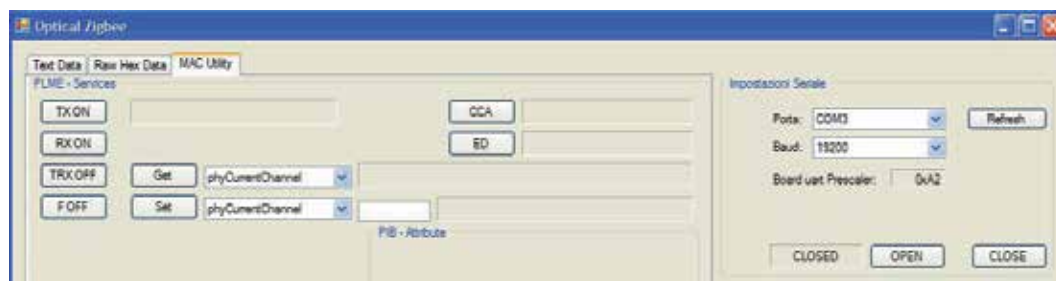 Optical Zigbee
Text Data Raw Hex Data MAC Utility
PLME - Services
TX ON
CCA
RX ON
ED
TRX OFF Get phyCurrentChannel
F OFF Set phyCurrentChannel
PIB - Attribute
Impostazioni Seriale
Porta: COM3 Refresh
Baud: 19200
Board uart Prescaler: 0xA2
CLOSED OPEN CLOSE